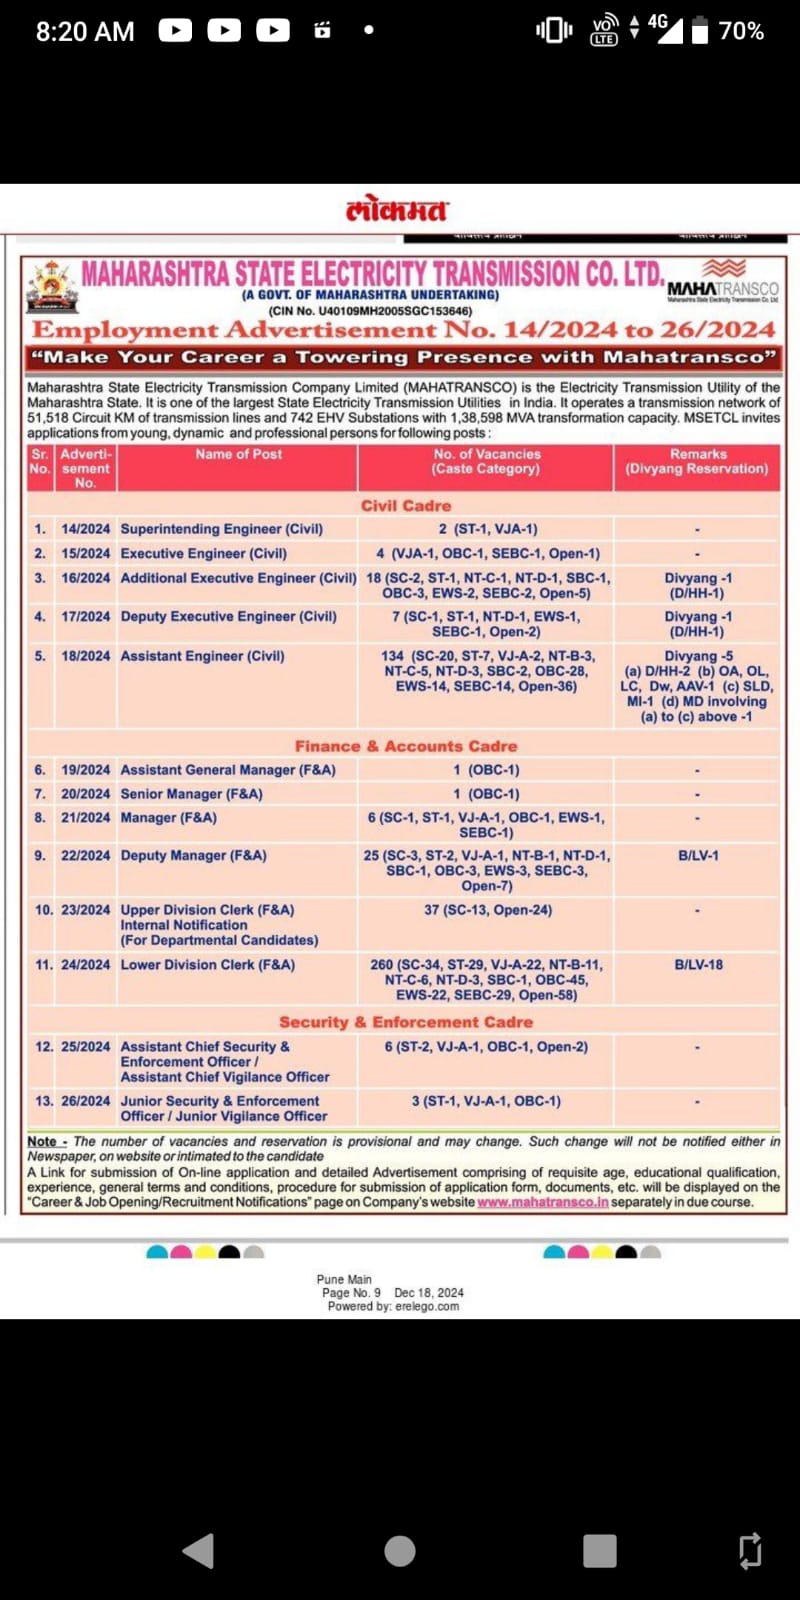 8:20 AM
VO LTE 4G 70%
लोकमत
MAHARASHTRA STATE ELECTRICITY TRANSMISSION CO. LTD.
(A GOVT. OF MAHARASHTRA UNDERTAKING)
(CIN No. U40109MH2005SGC153646)
MAHATRANSCO
Maharashtra State Electricity Transmission Co. Ltd.
Employment Advertisement No. 14/2024 to 26/2024
“Make Your Career a Towering Presence with Mahatransco”
Maharashtra State Electricity Transmission Company Limited (MAHATRANSCO) is the Electricity Transmission Utility of the
Maharashtra State. It is one of the largest State Electricity Transmission Utilities in India. It operates a transmission network of
51,518 Circuit KM of transmission lines and 742 EHV Substations with 1,38,598 MVA transformation capacity. MSETCL invites
applications from young, dynamic and professional persons for following posts :
Sr. Adverti- Name of Post No. of Vacancies Remarks
No. sement (Caste Category) (Divyang Reservation)
No.
Civil Cadre
1. 14/2024 Superintending Engineer (Civil) 2 (ST-1, VJA-1) -
2. 15/2024 Executive Engineer (Civil) 4 (VJA-1, OBC-1, SEBC-1, Open-1) -
3. 16/2024 Additional Executive Engineer (Civil) 18 (SC-2, ST-1, NT-C-1, NT-D-1, SBC-1, Divyang -1
OBC-3, EWS-2, SEBC-2, Open-5) (D/HH-1)
4. 17/2024 Deputy Executive Engineer (Civil) 7 (SC-1, ST-1, NT-D-1, EWS-1, Divyang -1
SEBC-1, Open-2) (D/HH-1)
5. 18/2024 Assistant Engineer (Civil) 134 (SC-20, ST-7, VJ-A-2, NT-B-3, Divyang -5
NT-C-5, NT-D-3, SBC-2, OBC-28, (a) D/HH-2 (b) OA, OL,
EWS-14, SEBC-14, Open-36) LC, Dw, AAV-1 (c) SLD,
MI-1 (d) MD involving
(a) to (c) above -1
Finance & Accounts Cadre
6. 19/2024 Assistant General Manager (F&A) 1 (OBC-1) -
7. 20/2024 Senior Manager (F&A) 1 (OBC-1) -
8. 21/2024 Manager (F&A) 6 (SC-1, ST-1, VJ-A-1, OBC-1, EWS-1, -
SEBC-1)
9. 22/2024 Deputy Manager (F&A) 25 (SC-3, ST-2, VJ-A-1, NT-B-1, NT-D-1, B/LV-1
SBC-1, OBC-3, EWS-3, SEBC-3,
Open-7)
10. 23/2024 Upper Division Clerk (F&A) 37 (SC-13, Open-24) -
Internal Notification
(For Departmental Candidates)
11. 24/2024 Lower Division Clerk (F&A) 260 (SC-34, ST-29, VJ-A-22, NT-B-11, B/LV-18
NT-C-6, NT-D-3, SBC-1, OBC-45,
EWS-22, SEBC-29, Open-58)
Security & Enforcement Cadre
12. 25/2024 Assistant Chief Security & 6 (ST-2, VJ-A-1, OBC-1, Open-2) -
Enforcement Officer /
Assistant Chief Vigilance Officer
13. 26/2024 Junior Security & Enforcement 3 (ST-1, VJ-A-1, OBC-1) -
Officer / Junior Vigilance Officer
Note - The number of vacancies and reservation is provisional and may change. Such change will not be notified either in
Newspaper, on website or intimated to the candidate
A Link for submission of On-line application and detailed Advertisement comprising of requisite age, educational qualification,
experience, general terms and conditions, procedure for submission of application form, documents, etc. will be displayed on the
“Career & Job Opening/Recruitment Notifications” page on Company's website www.mahatransco.in separately in due course.
Pune Main
Page No. 9 Dec 18, 2024
Powered by: erelego.com